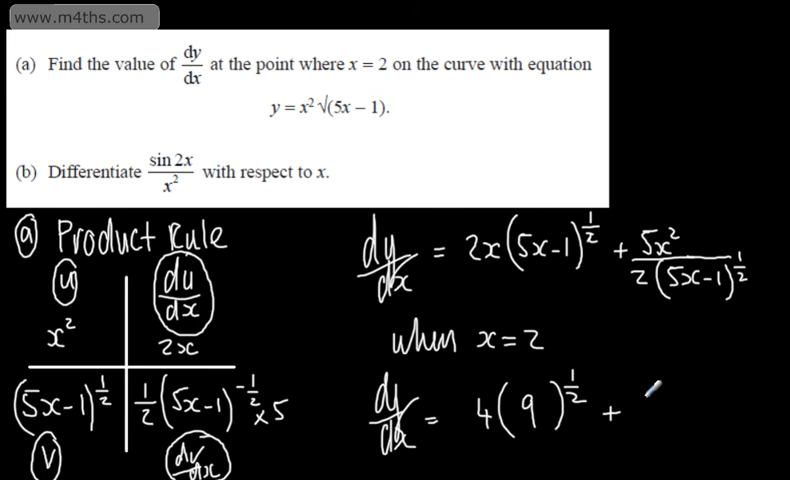 www.m4ths.com
(a) Find the value of dy/dx at the point where x = 2 on the curve with equation
y = x² √(5x – 1).
(b) Differentiate sin 2x/x² with respect to x.
(a) Product Rule
u du/dx
x² 2x
(5x-1)^½ ½(5x-1)^-½ ×5
v dv/dx
dy/dx = 2x(5x-1)^½ + 5x²/2(5x-1)^½
when x=2
dy/dx = 4(9)^½ +